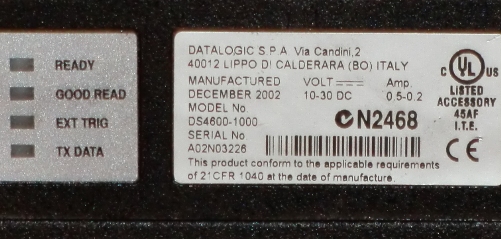 READY
GOOD READ
EXT TRIG
TX DATA
DATALOGIC S.P.A. Via Candini,2
40012 LIPPO DI CALDERARA (BO) ITALY
MANUFACTURED VOLT Amp.
DECEMBER 2002 10-30 DC 0.5-0.2
MODEL No.
DS4600-1000
SERIAL No
A02N03226
N2468
C UL US
LISTED
ACCESSORY
45AF
I.T.E.
CE
This product conform to the applicable requirements
of 21CFR 1040 at the date of manufacture.